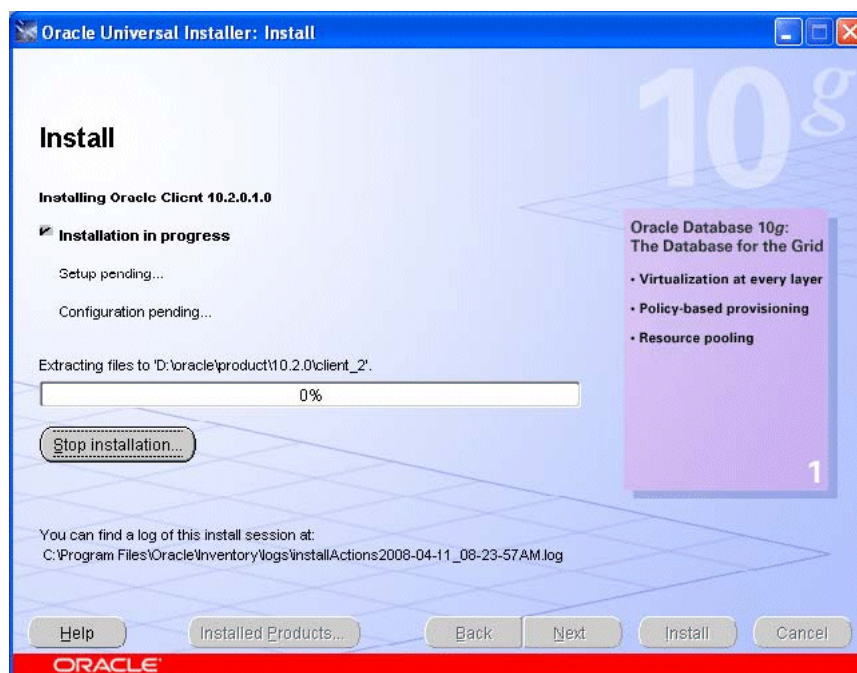 Oracle Universal Installer: Install
10g
Install
Installing Oracle Client 10.2.0.1.0
Installation in progress
Setup pending...
Configuration pending...
Extracting files to 'D:\oracle\product\10.2.0\client_2'.
0%
Stop installation...
Oracle Database 10g:
The Database for the Grid
• Virtualization at every layer
• Policy-based provisioning
• Resource pooling
1
You can find a log of this install session at:
C:\Program Files\Oracle\Inventory\logs\installActions2008-04-11_08-23-57AM.log
Help
Installed Products...
Back
Next
Install
Cancel
ORACLE